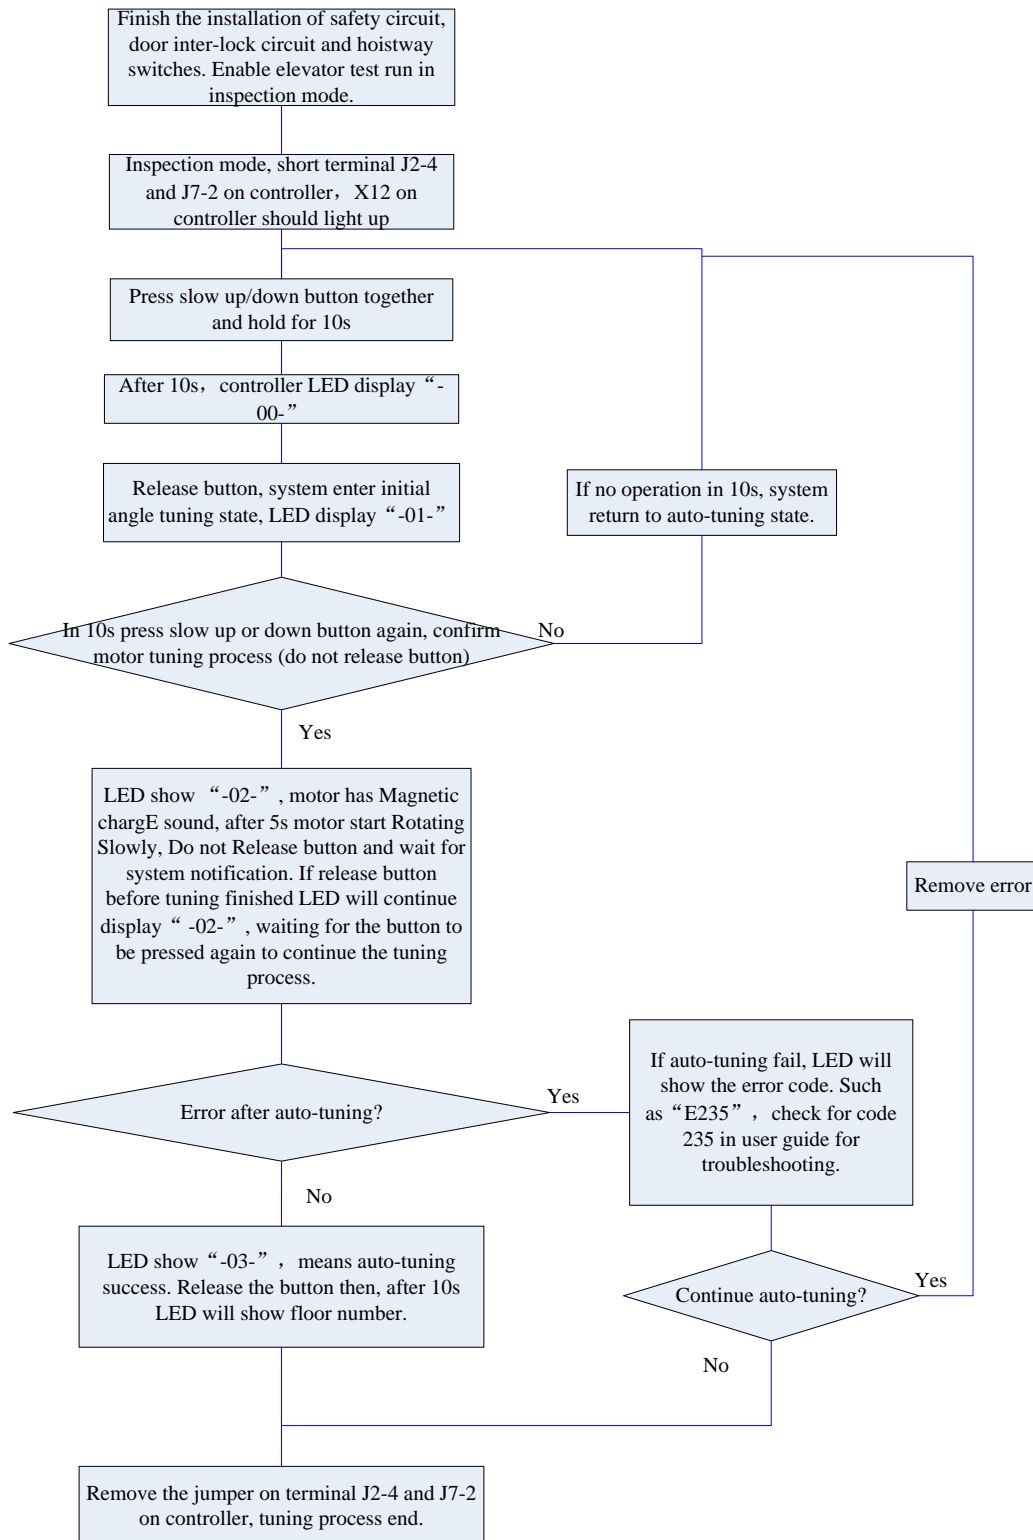 Finish the installation of safety circuit,
door inter-lock circuit and hoistway
switches. Enable elevator test run in
inspection mode.
Inspection mode, short terminal J2-4
and J7-2 on controller，X12 on
controller should light up
Press slow up/down button together
and hold for 10s
After 10s，controller LED display“-
00-”
Release button, system enter initial
angle tuning state, LED display“-01-”
If no operation in 10s, system
return to auto-tuning state.
In 10s press slow up or down button again, confirm
motor tuning process (do not release button)
No
Yes
LED show “-02-”, motor has Magnetic
chargE sound, after 5s motor start Rotating
Slowly, Do not Release button and wait for
system notification. If release button
before tuning finished LED will continue
display“ -02-”, waiting for the button to
be pressed again to continue the tuning
process.
Remove error
Error after auto-tuning?
Yes
If auto-tuning fail, LED will
show the error code. Such
as“E235”，check for code
235 in user guide for
troubleshooting.
No
LED show“-03-”，means auto-tuning
success. Release the button then, after 10s
LED will show floor number.
Continue auto-tuning?
Yes
No
Remove the jumper on terminal J2-4 and J7-2
on controller, tuning process end.